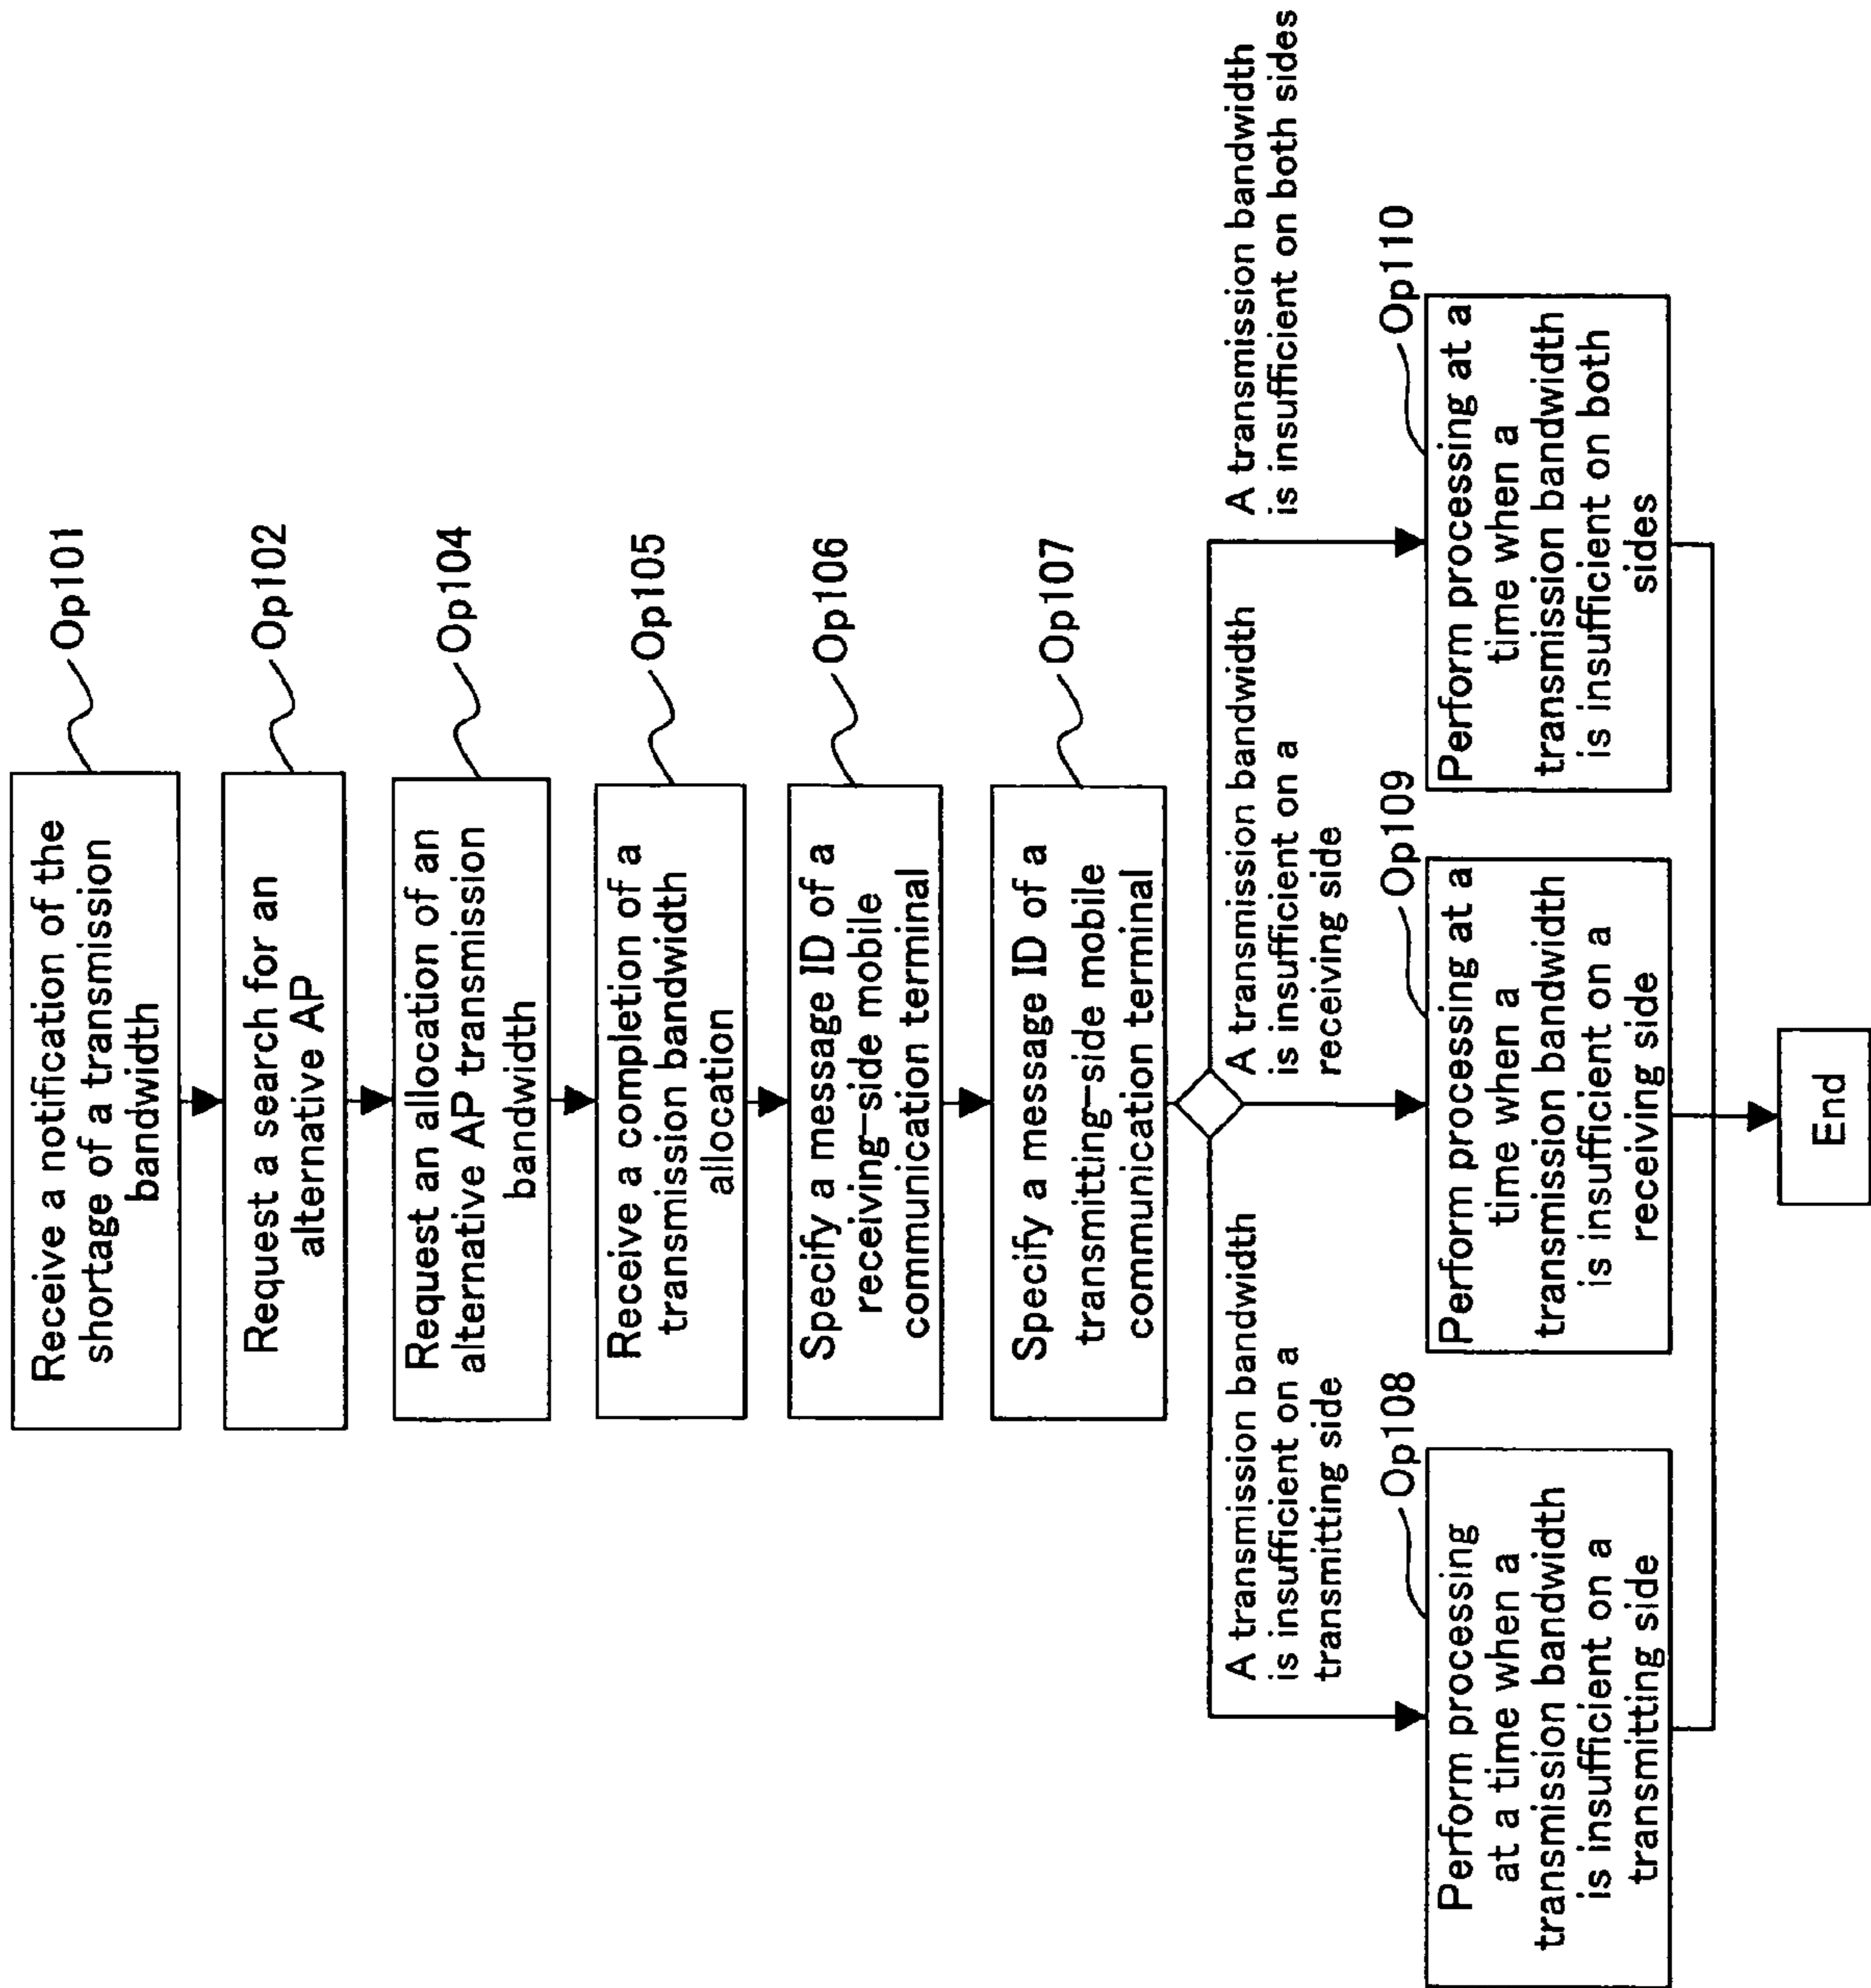 Receive a notification of the
shortage of a transmission
bandwidth
Op101
Request a search for an
alternative AP
Op102
Request an allocation of an
alternative AP transmission
bandwidth
Op104
Receive a completion of a
transmission bandwidth
allocation
Op105
Specify a message ID of a
receiving-side mobile
communication terminal
Op106
Specify a message ID of a
transmitting-side mobile
communication terminal
Op107
A transmission bandwidth
is insufficient on a
transmitting side
A transmission bandwidth
is insufficient on a
receiving side
A transmission bandwidth
is insufficient on both sides
Op108
Perform processing
at a time when a
transmission bandwidth
is insufficient on a
transmitting side
Op109
Perform processing at a
time when a
transmission bandwidth
is insufficient on a
receiving side
Op110
Perform processing at a
time when a
transmission bandwidth
is insufficient on both
sides
End